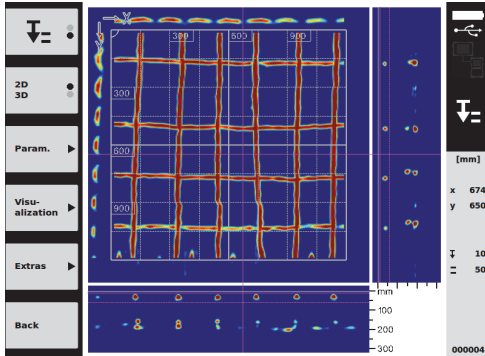 2D
3D
Param.
Visu-
alization
Extras
Back
X
Y
300
600
900
300
600
900
mm
100
200
300
[mm]
x 674
y 650
10
50
000004